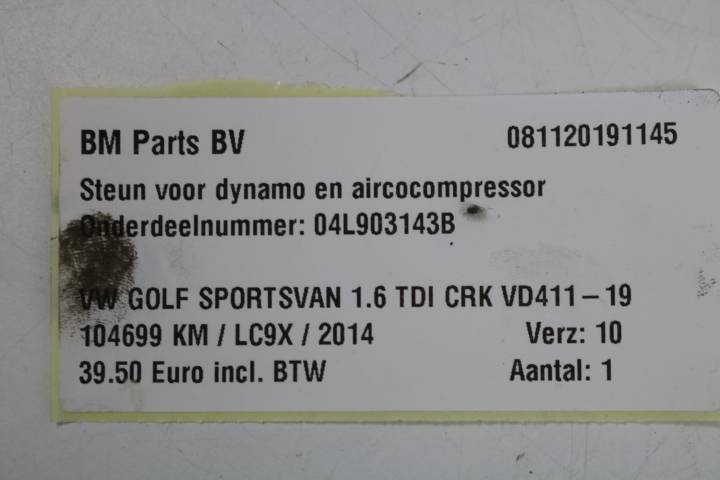 BM Parts BV 081120191145
Steun voor dynamo en aircocompressor
Onderdeelnummer: 04L903143B
VW GOLF SPORTSVAN 1.6 TDI CRK VD411-19
104699 KM / LC9X / 2014 Verz: 10
39.50 Euro incl. BTW Aantal: 1